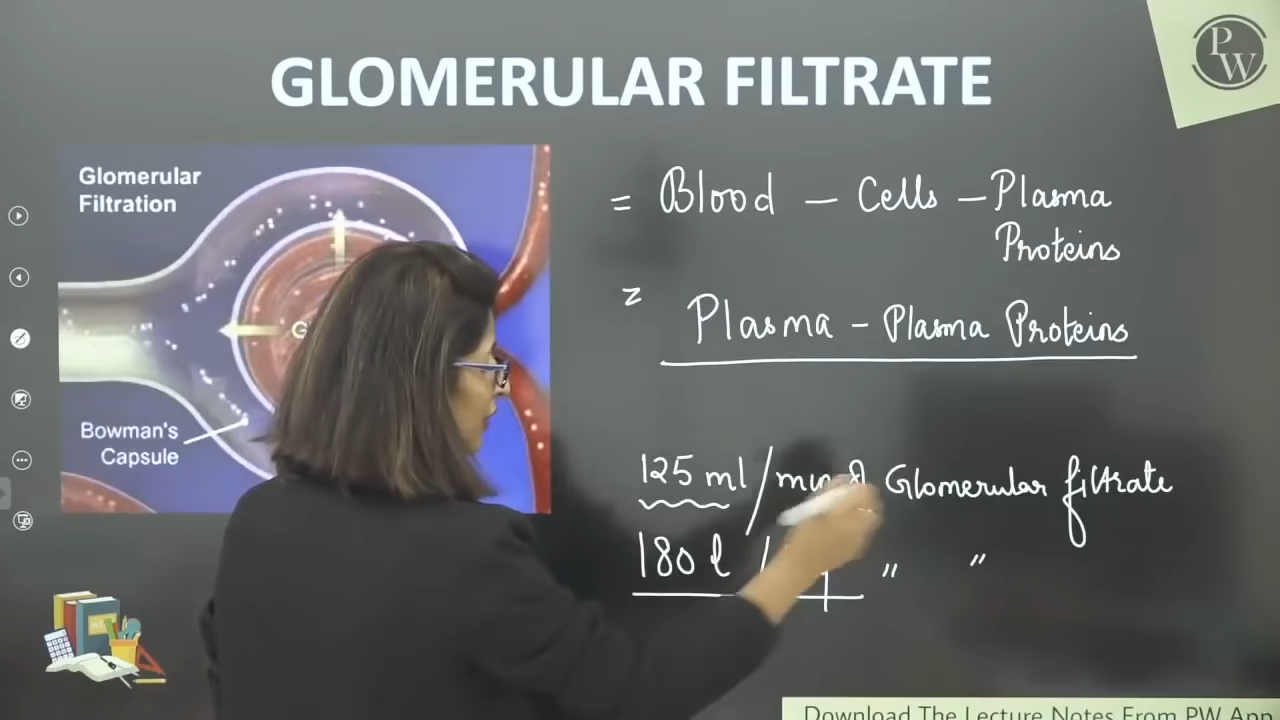 PW
GLOMERULAR FILTRATE
Glomerular
Filtration
Bowman's
Capsule
= Blood – Cells – Plasma
Proteins
= Plasma – Plasma Proteins
125 ml / Glomerular filtrate
180 l / " "
Download The Lecture Notes From PW App